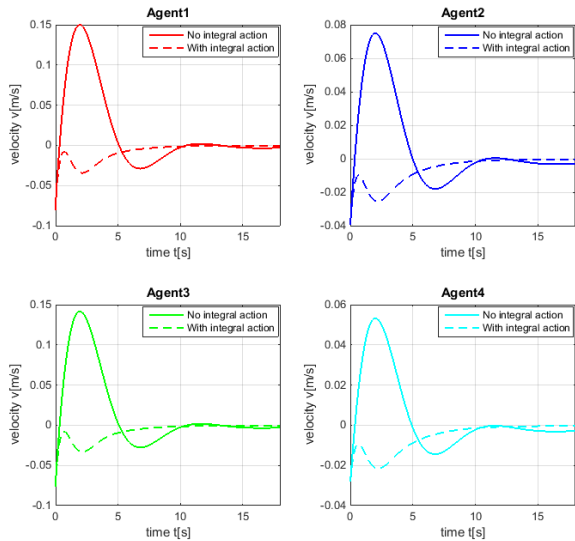 Agent1
No integral action
With integral action
velocity v[m/s]
0.15
0.1
0.05
0
-0.05
-0.1
0
5
10
15
time t[s]
Agent2
No integral action
With integral action
velocity v[m/s]
0.08
0.06
0.04
0.02
0
-0.02
-0.04
0
5
10
15
time t[s]
Agent3
No integral action
With integral action
velocity v[m/s]
0.15
0.1
0.05
0
-0.05
-0.1
0
5
10
15
time t[s]
Agent4
No integral action
With integral action
velocity v[m/s]
0.06
0.04
0.02
0
-0.02
-0.04
0
5
10
15
time t[s]